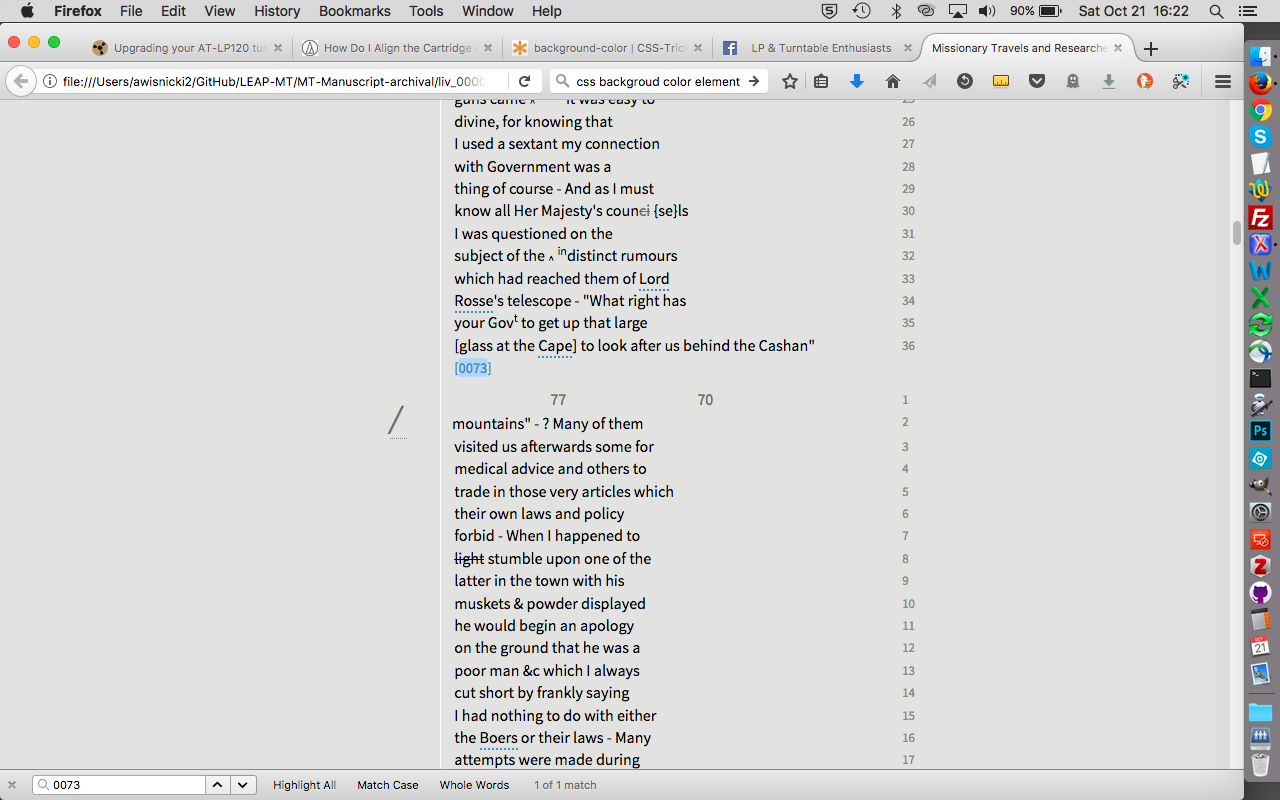 Firefox File Edit View History Bookmarks Tools Window Help 90% Sat Oct 21 16:22
Upgrading your AT-LP120 tur × How Do I Align the Cartridge × background-color | CSS-Trick × LP & Turntable Enthusiasts × Missionary Travels and Researche × +
file:///Users/awisnicki2/GitHub/LEAP-MT/MT-Manuscript-archival/liv_0000 css backgroud color element
guns came ‸ it was easy to 25
divine, for knowing that 26
I used a sextant my connection 27
with Government was a 28
thing of course - And as I must 29
know all Her Majesty's counci {se}ls 30
I was questioned on the 31
subject of the ‸ indistinct rumours 32
which had reached them of Lord 33
Rosse's telescope - "What right has 34
your Govt to get up that large 35
[glass at the Cape] to look after us behind the Cashan" 36
[0073]
77 70 1
/ mountains" - ? Many of them 2
visited us afterwards some for 3
medical advice and others to 4
trade in those very articles which 5
their own laws and policy 6
forbid - When I happened to 7
light stumble upon one of the 8
latter in the town with his 9
muskets & powder displayed 10
he would begin an apology 11
on the ground that he was a 12
poor man &c which I always 13
cut short by frankly saying 14
I had nothing to do with either 15
the Boers or their laws - Many 16
attempts were made during 17
× 0073 Highlight All Match Case Whole Words 1 of 1 match